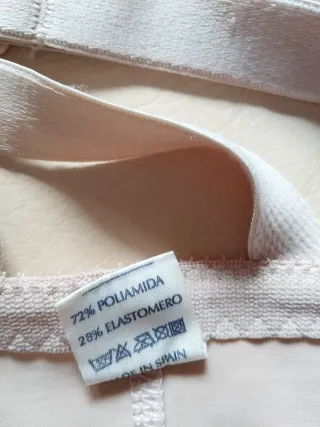 72% POLIAMIDA
28% ELASTOMERO
IN SPAIN